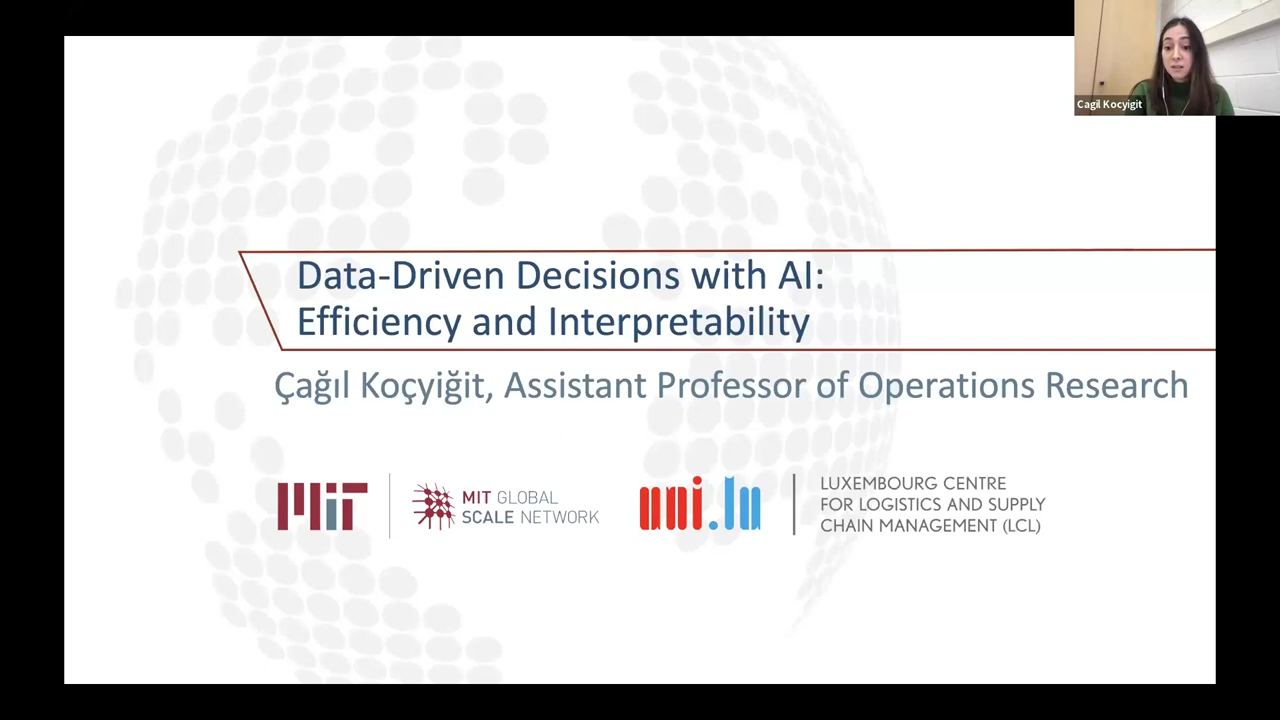 Cagil Kocyigit
Data-Driven Decisions with AI:
Efficiency and Interpretability
Çağıl Koçyiğit, Assistant Professor of Operations Research
MIT
MIT GLOBAL
SCALE NETWORK
uni.lu
LUXEMBOURG CENTRE
FOR LOGISTICS AND SUPPLY
CHAIN MANAGEMENT (LCL)